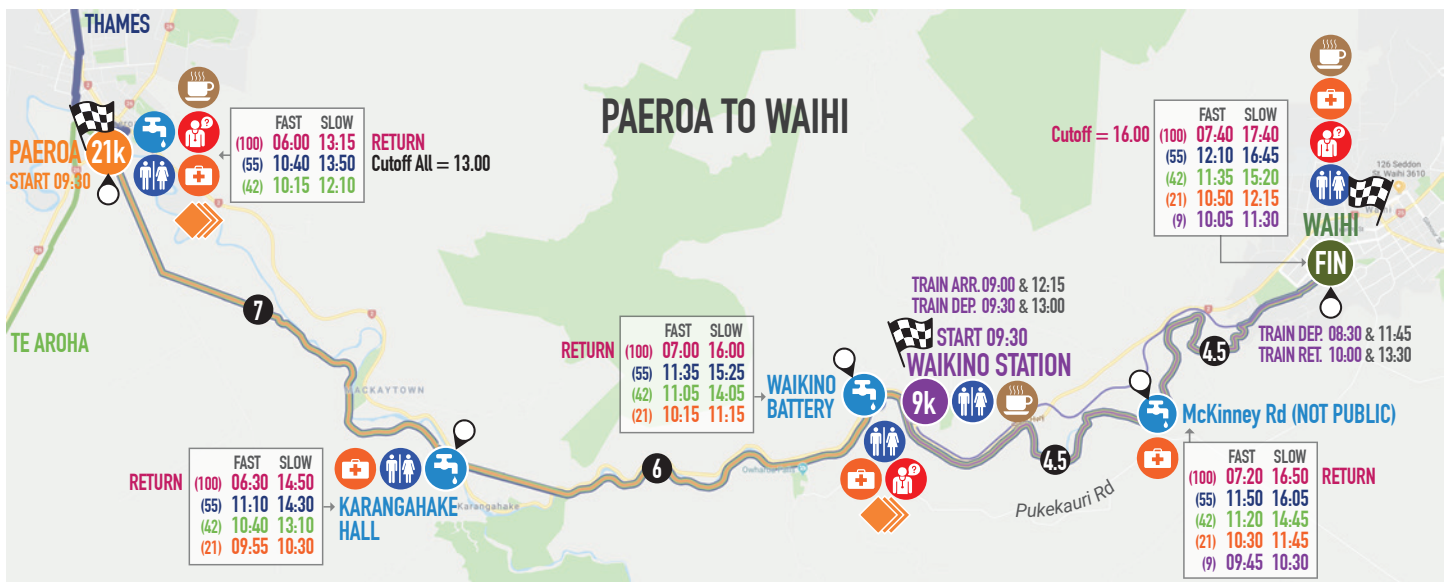 THAMES
PAEROA TO WAIHI
PAEROA
21k
START 09:30
FAST SLOW
(100) 06:00 13:15 RETURN
(55) 10:40 13:50 Cutoff All = 13.00
(42) 10:15 12:10
TE AROHA
7
ACKAYTOWN
RETURN
FAST SLOW
(100) 06:30 14:50
(55) 11:10 14:30
(42) 10:40 13:10
(21) 09:55 10:30
KARANGAHAKE
HALL
Karangahake
6
RETURN
FAST SLOW
(100) 07:00 16:00
(55) 11:35 15:25
(42) 11:05 14:05
(21) 10:15 11:15
WAIKINO
BATTERY
TRAIN ARR. 09:00 & 12:15
TRAIN DEP. 09:30 & 13:00
START 09:30
WAIKINO STATION
9k
4.5
Pukekauri Rd
McKinney Rd (NOT PUBLIC)
FAST SLOW
(100) 07:20 16:50 RETURN
(55) 11:50 16:05
(42) 11:20 14:45
(21) 10:30 11:45
(9) 09:45 10:30
4.5
Cutoff = 16.00
FAST SLOW
(100) 07:40 17:40
(55) 12:10 16:45
(42) 11:35 15:20
(21) 10:50 12:15
(9) 10:05 11:30
126 Seddon
St, Waihi 3610
WAIHI
FIN
TRAIN DEP. 08:30 & 11:45
TRAIN RET. 10:00 & 13:30